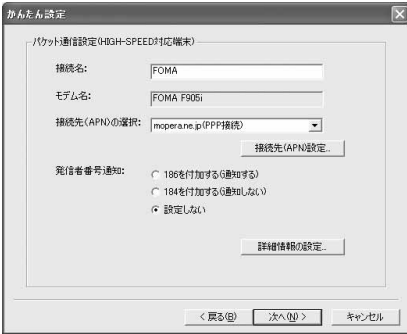 かんたん設定
パケット通信設定(HIGH-SPEED対応端末)
接続名: FOMA
モデム名: FOMA F905i
接続先(APN)の選択: mopera.ne.jp(PPP接続)
接続先(APN)設定...
発信者番号通知: 186を付加する(通知する)
184を付加する(通知しない)
設定しない
詳細情報の設定...
< 戻る(B) 次へ(N) > キャンセル